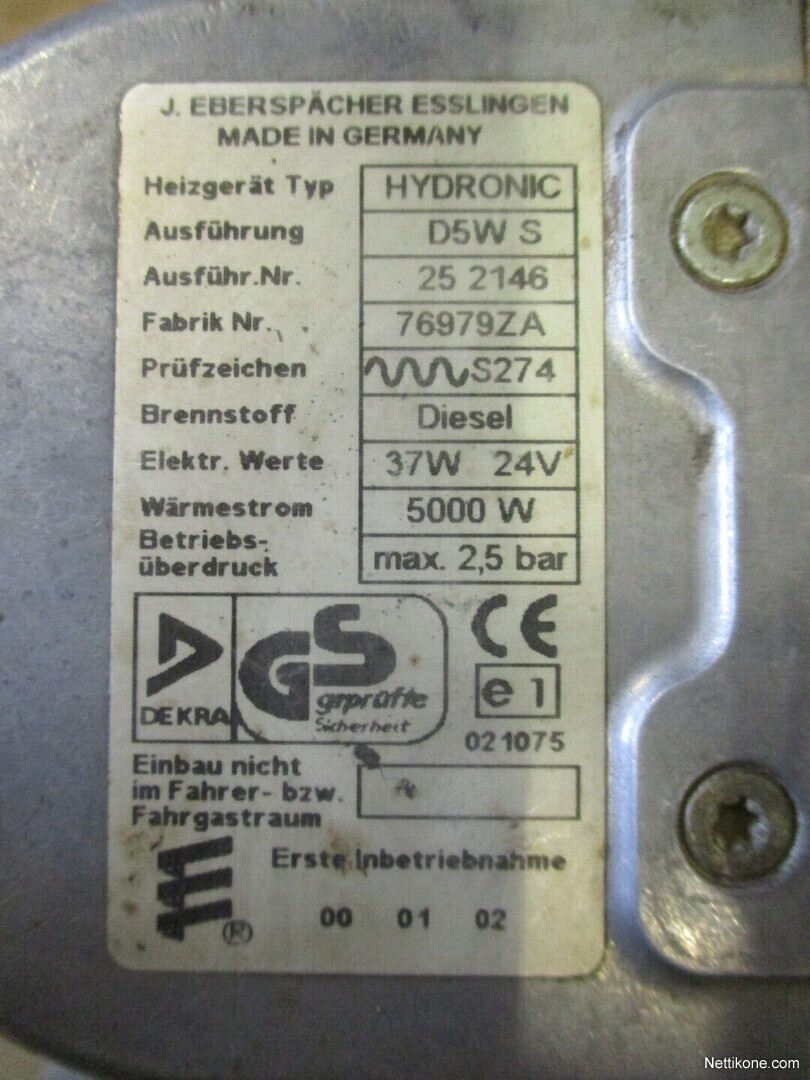 J. EBERSPÄCHER ESSLINGEN
MADE IN GERMANY
Heizgerät Typ HYDRONIC
Ausführung D5W S
Ausführ.Nr. 25 2146
Fabrik Nr. 76979ZA
Prüfzeichen S274
Brennstoff Diesel
Elektr. Werte 37W 24V
Wärmestrom 5000 W
Betriebs-
überdruck max. 2,5 bar
DEKRA
GS
geprüfte
Sicherheit
CE
e1
021075
Einbau nicht
im Fahrer- bzw.
Fahrgastraum
Erste Inbetriebnahme
®
00 01 02
Nettikone.com